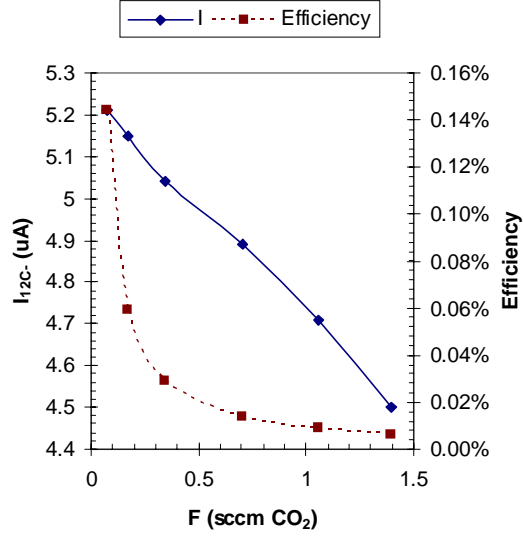 I Efficiency
5.3 0.16%
5.2 0.14%
5.1 0.12%
5 0.10%
4.9 0.08%
4.8 0.06%
4.7 0.04%
4.6 0.02%
4.5 0.00%
4.4
I12C- (uA)
Efficiency
0 0.5 1 1.5
F (sccm CO2)